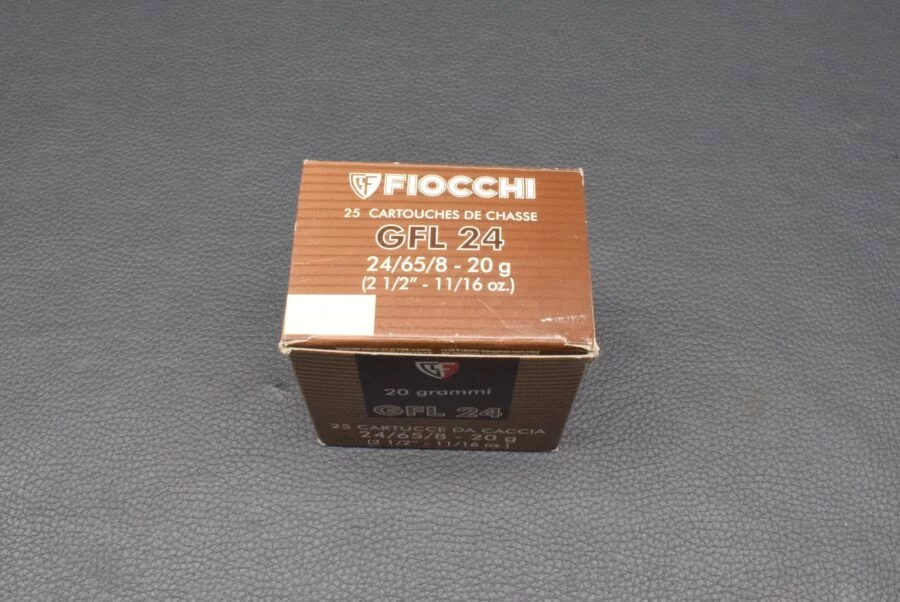 FIOCCHI
25 CARTOUCHES DE CHASSE
GFL 24
24/65/8 - 20 g
(2 1/2" - 11/16 oz.)
20 grammi
GFL 24
25 CARTUCCE DA CACCIA
24/65/8 - 20 g
(2 1/2" - 11/16 oz.)